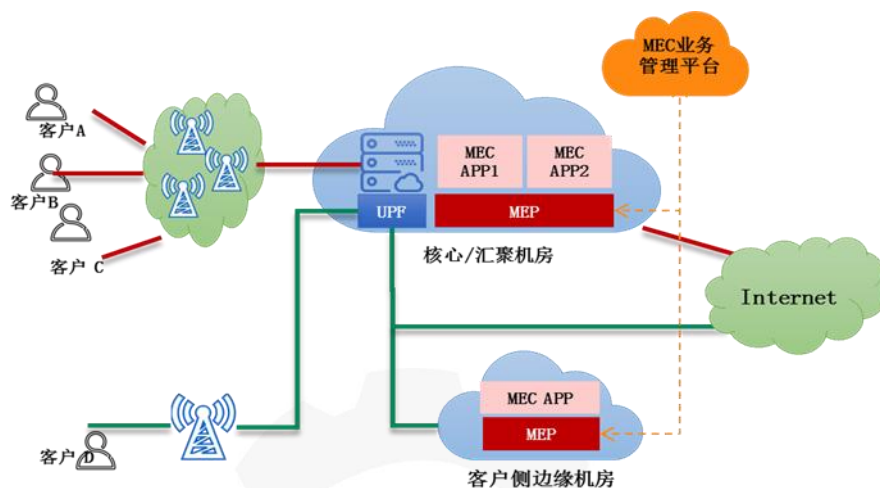 MEC业务
管理平台
客户A
客户B
客户 C
MEC
APP1
MEC
APP2
UPF
MEP
核心/汇聚机房
Internet
MEC APP
MEP
客户 D
客户侧边缘机房